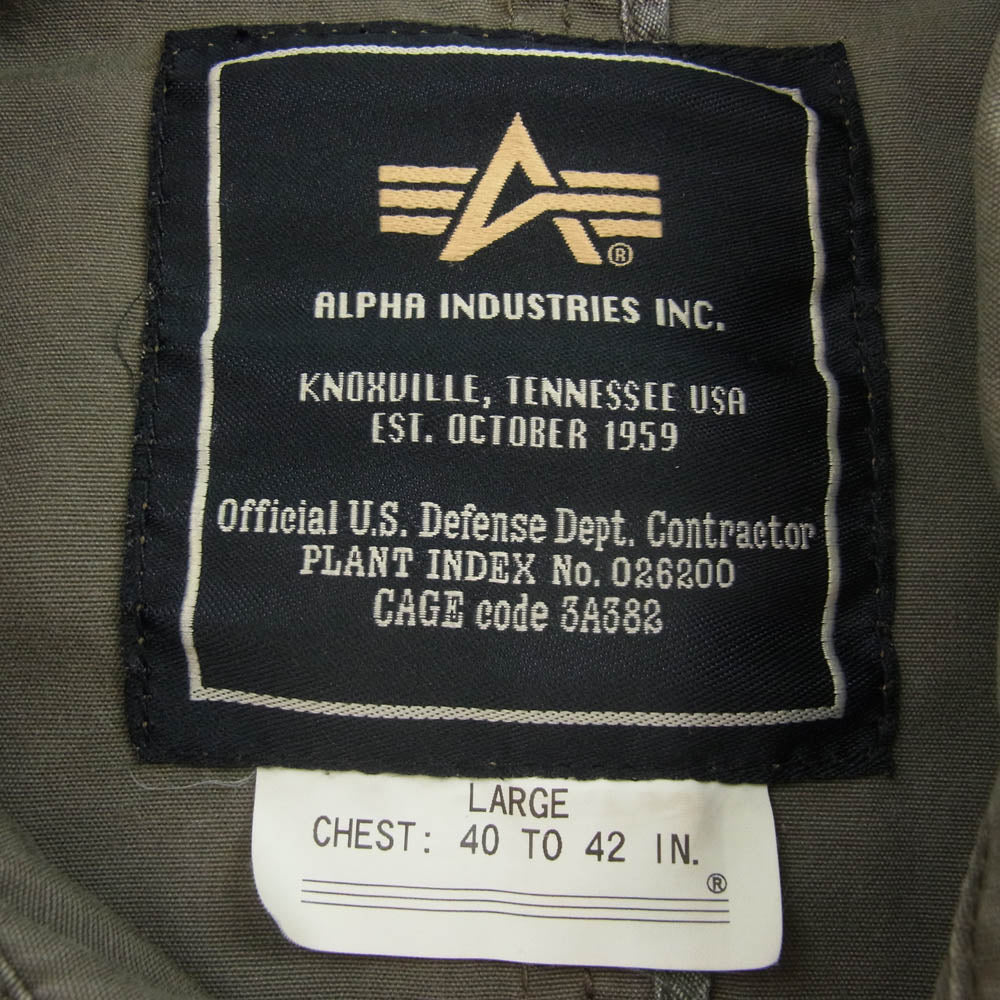 ®
ALPHA INDUSTRIES INC.
KNOXVILLE, TENNESSEE USA
EST. OCTOBER 1959
Official U.S. Defense Dept. Contractor
PLANT INDEX No. 026200
CAGE code 3A382
LARGE
CHEST: 40 TO 42 IN.
®